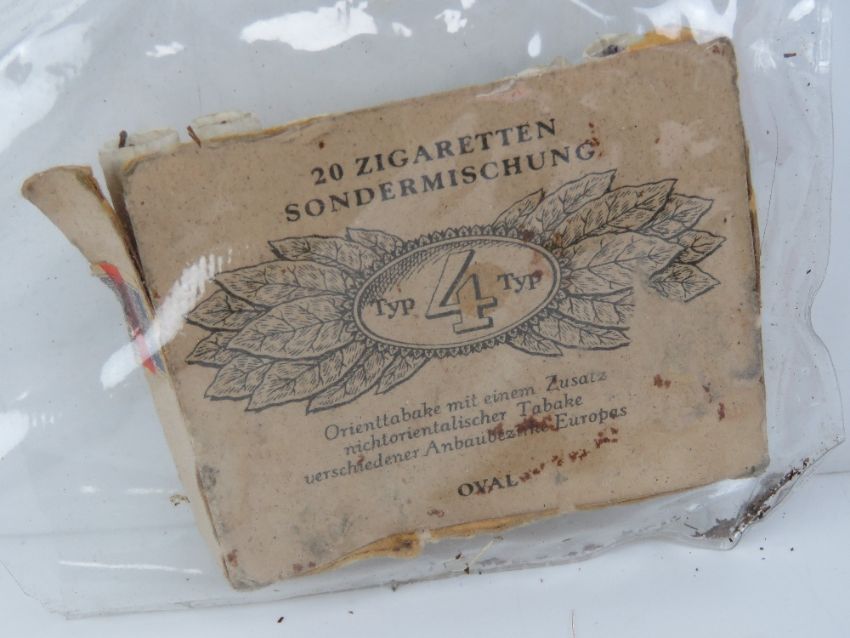 20 ZIGARETTEN
SONDERMISCHUNG
Typ 4 Typ
Orienttabake mit einem Zusatz
nichtorientalischer Tabake
verschiedener Anbaubezirke Europas
OVAL